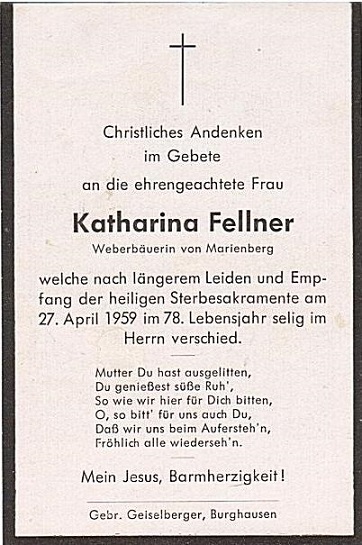 Christliches Andenken
im Gebete
an die ehrengeachtete Frau
Katharina Fellner
Weberbäuerin von Marienberg
welche nach längerem Leiden und Emp-
fang der heiligen Sterbesakramente am
27. April 1959 im 78. Lebensjahr selig im
Herrn verschied.
Mutter Du hast ausgelitten,
Du genießest süße Ruh',
So wie wir hier für Dich bitten,
O, so bitt' für uns auch Du,
Daß wir uns beim Aufersteh'n,
Fröhlich alle wiederseh'n.
Mein Jesus, Barmherzigkeit!
Gebr. Geiselberger, Burghausen